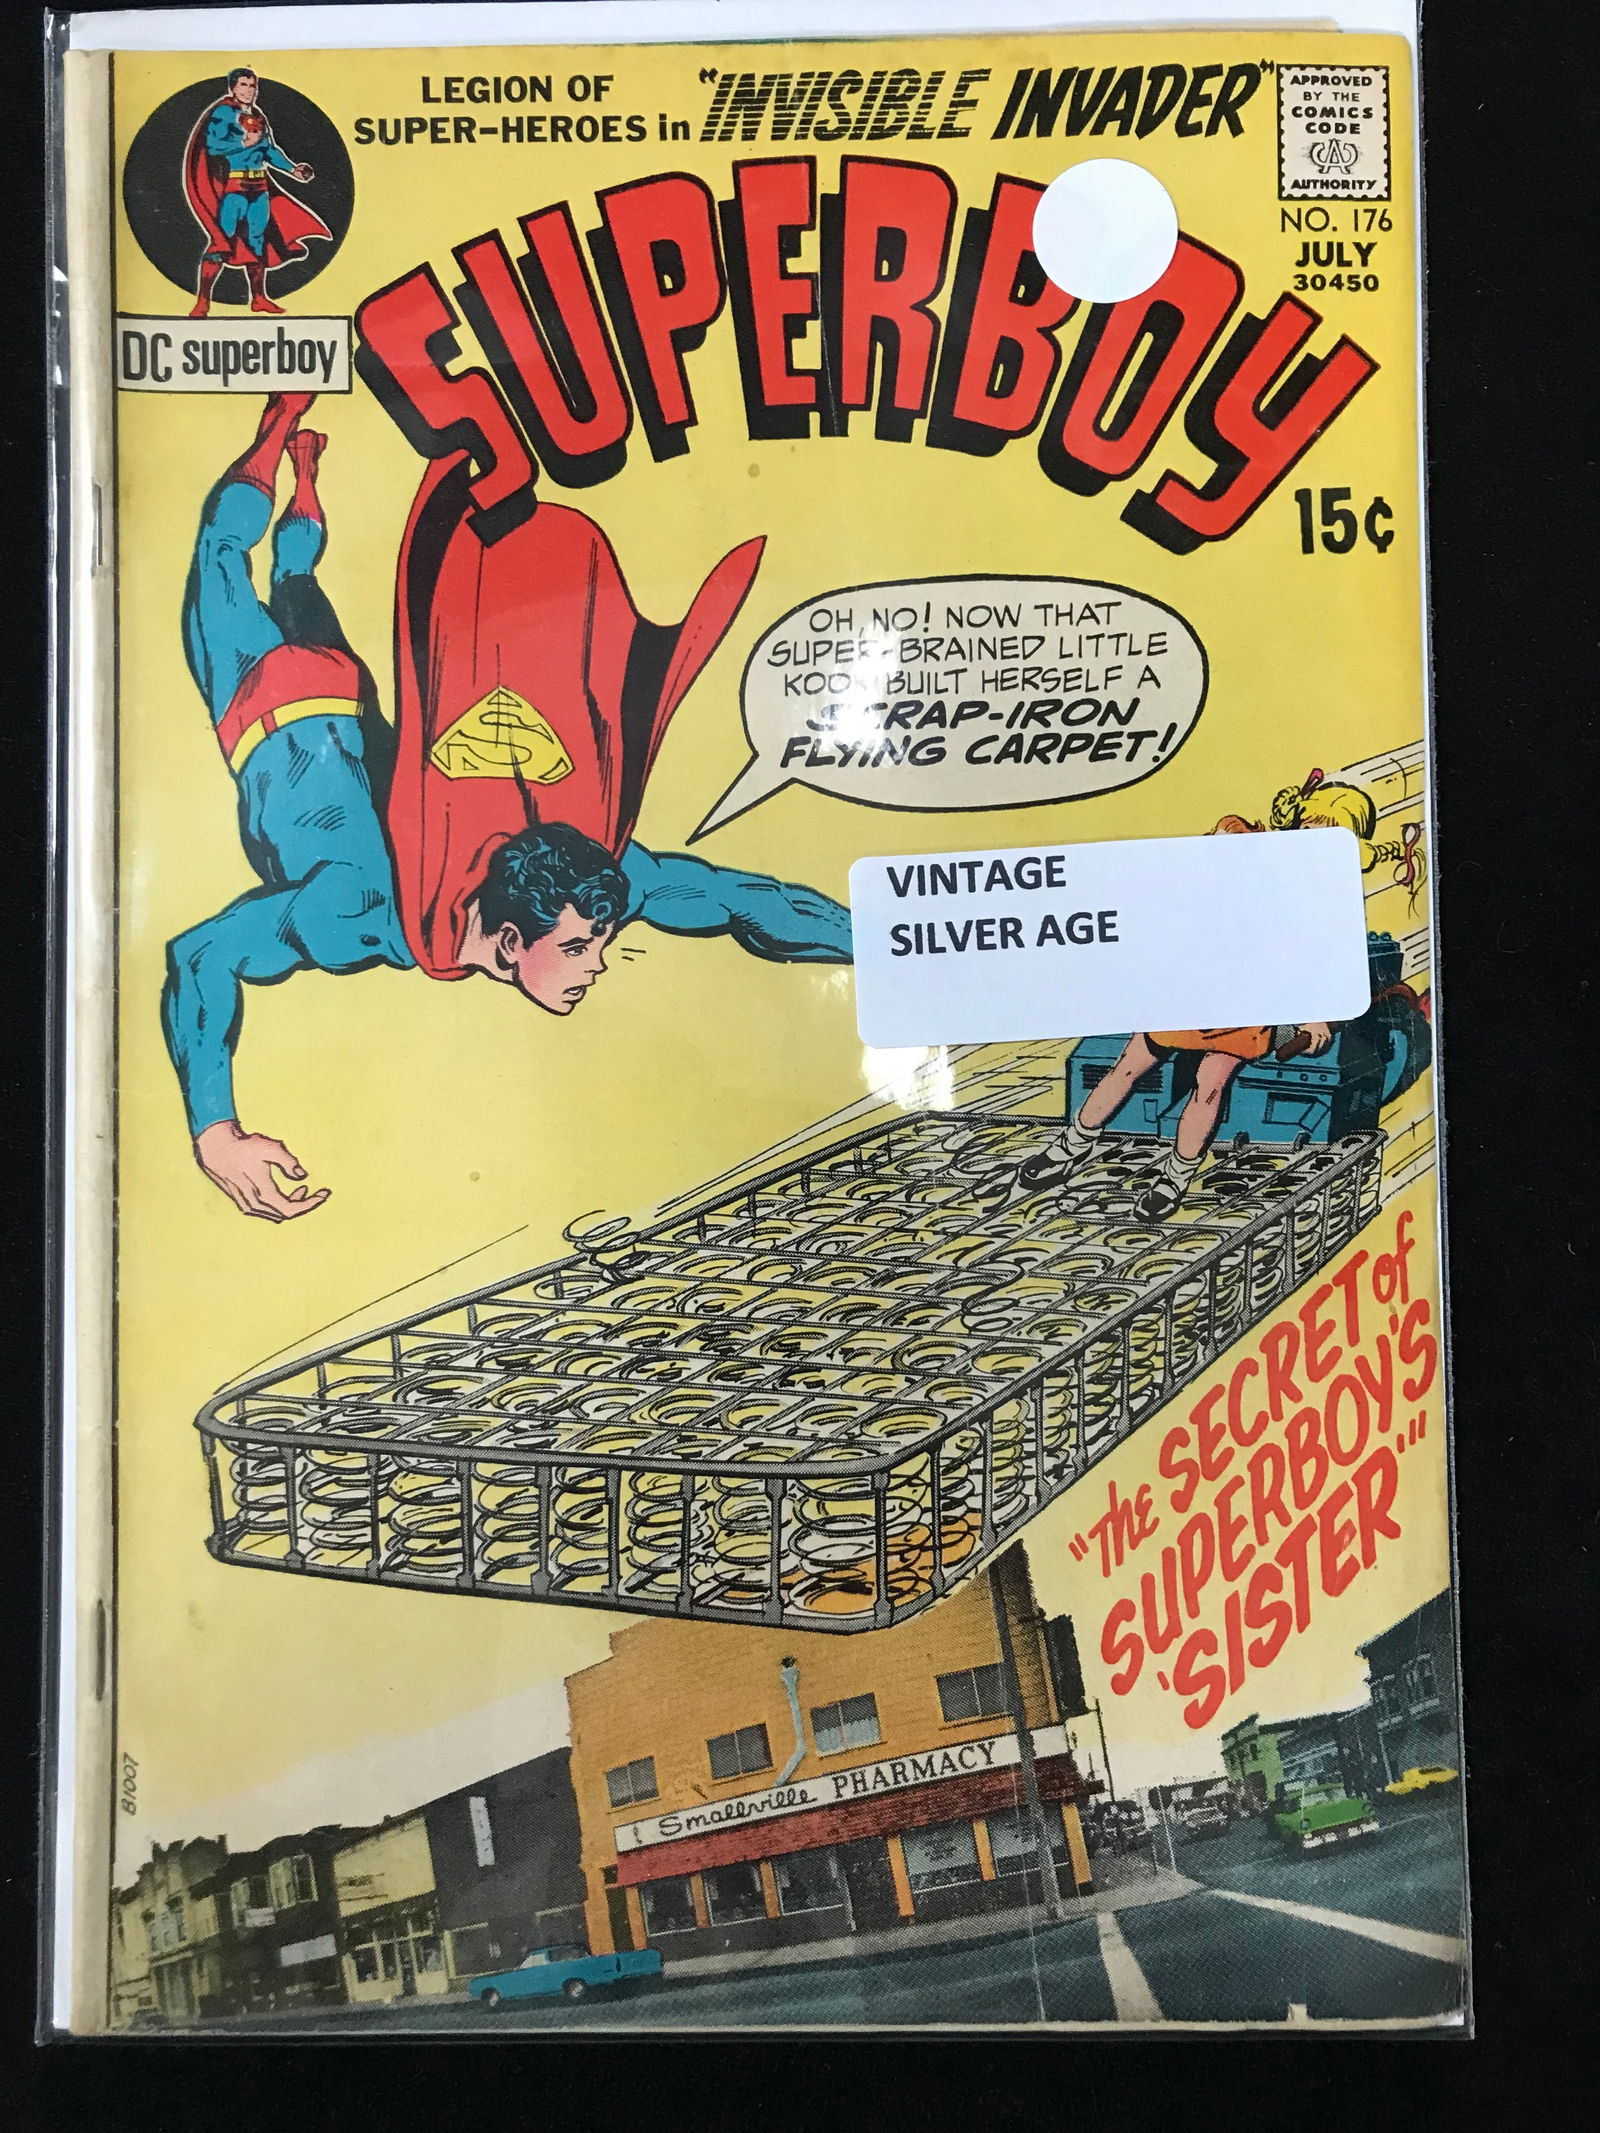 LEGION OF
SUPER-HEROES in
"INVISIBLE INVADER"
APPROVED
BY THE
COMICS
CODE
CA
AUTHORITY
NO. 176
JULY
30450
SUPERBOY
DC superboy
15¢
OH, NO! NOW THAT
SUPER-BRAINED LITTLE
KOOK BUILT HERSELF A
SCRAP-IRON
FLYING CARPET!
VINTAGE
SILVER AGE
"The SECRET of
SUPERBOY'S
'SISTER'"
Smallville PHARMACY
B1007